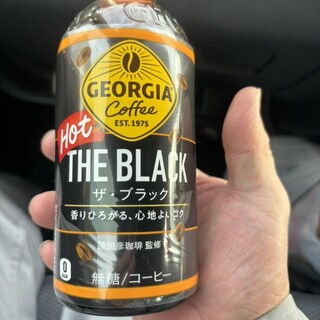 GEORGIA
Coffee
EST. 1975
Hot
THE BLACK
ザ・ブラック
香りひろがる、心地よいコク
猿田彦珈琲 監修
無糖/コーヒー
0